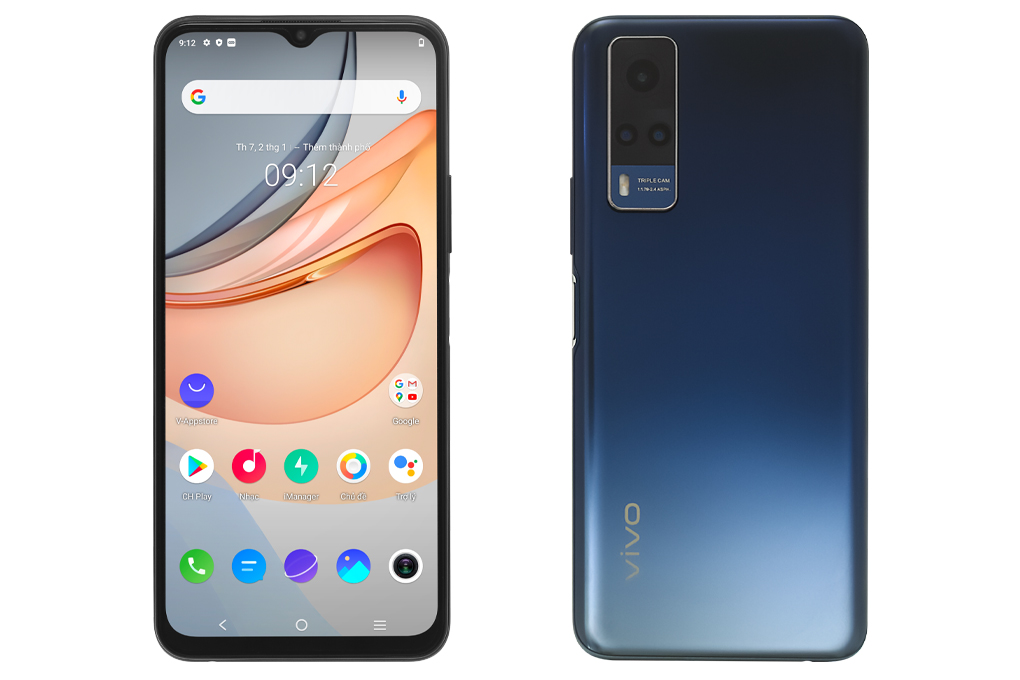 9:12
Th 7, 2 thg 1 -- Thêm thành phố
09:12
V-Appstore
Google
CH Play
Nhạc
iManager
Chủ đề
Trợ lý
TRIPLE CAM
vivo